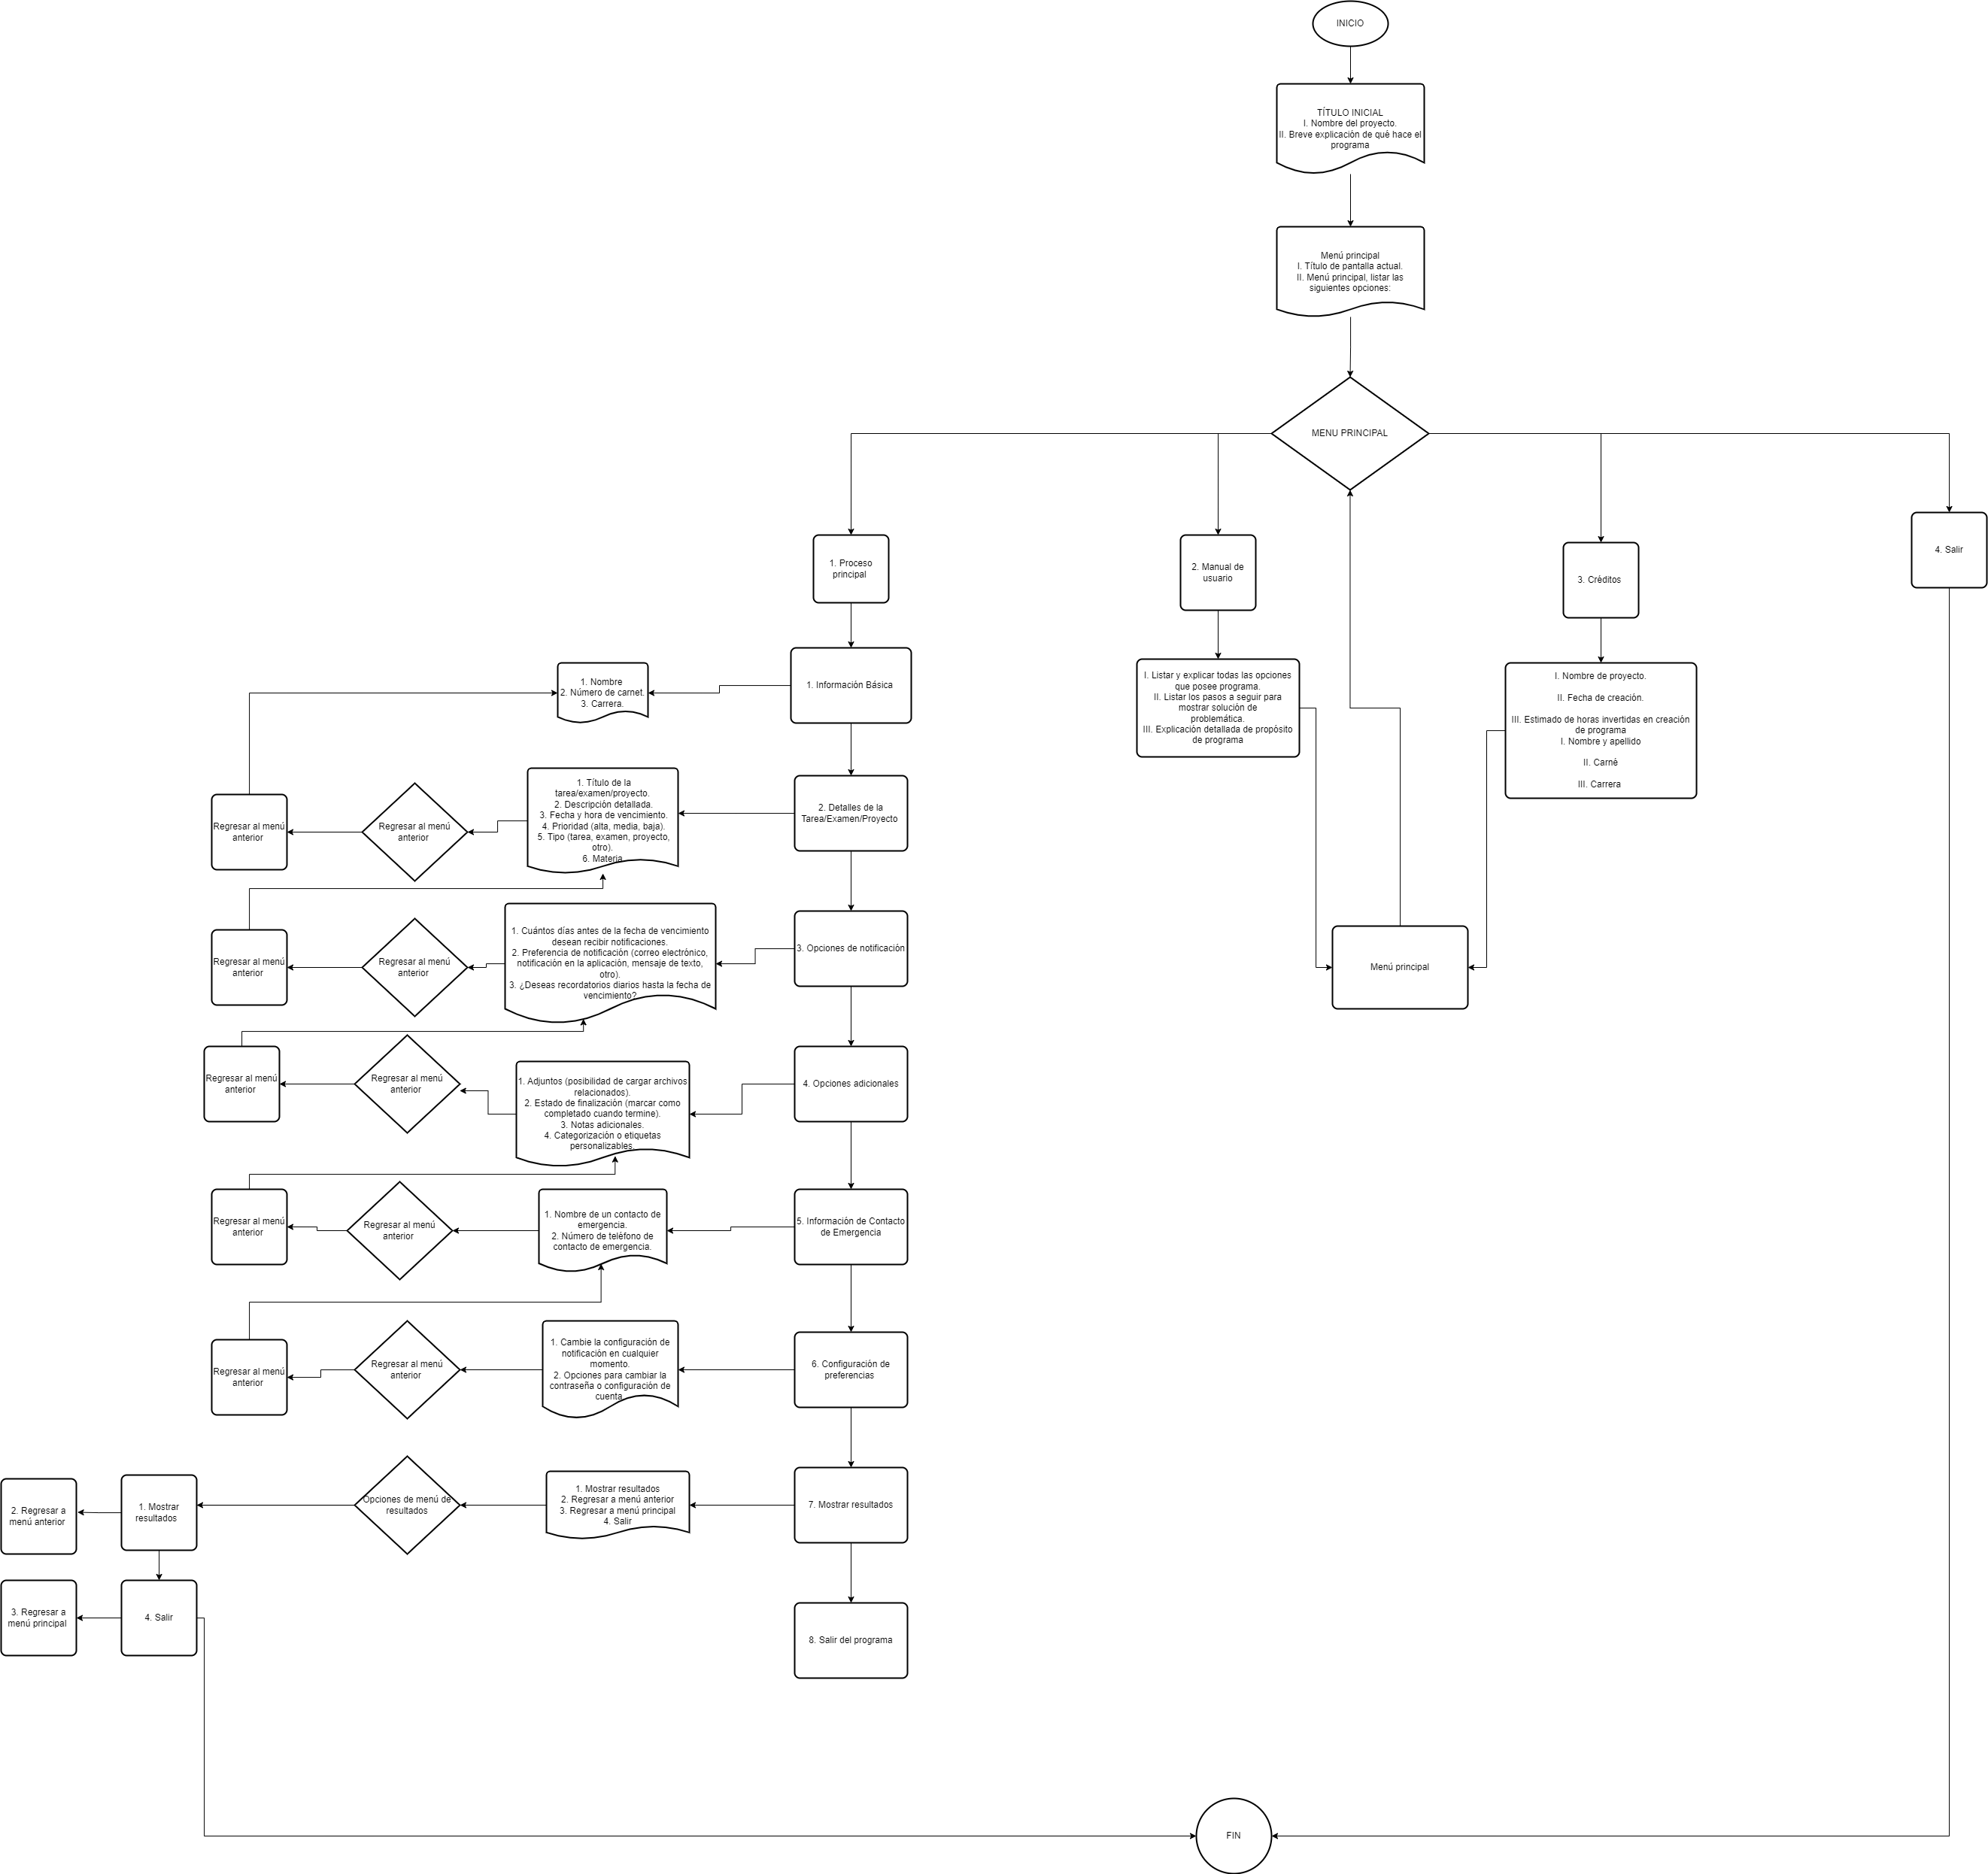 INICIO
TÍTULO INICIAL
I. Nombre del proyecto.
II. Breve explicación de qué hace el
programa
Menú principal
I. Título de pantalla actual.
II. Menú principal, listar las
siguientes opciones:
MENU PRINCIPAL
1. Proceso
principal
2. Manual de
usuario
3. Créditos
4. Salir
1. Información Básica
1. Nombre
2. Número de carnet.
3. Carrera.
I. Listar y explicar todas las opciones
que posee programa.
II. Listar los pasos a seguir para
mostrar solución de
problemática.
III. Explicación detallada de propósito
de programa
I. Nombre de proyecto.
II. Fecha de creación.
III. Estimado de horas invertidas en creación
de programa
I. Nombre y apellido
II. Carné
III. Carrera
2. Detalles de la
Tarea/Examen/Proyecto
1. Título de la
tarea/examen/proyecto.
2. Descripción detallada.
3. Fecha y hora de vencimiento.
4. Prioridad (alta, media, baja).
5. Tipo (tarea, examen, proyecto,
otro).
6. Materia.
Regresar al menú
anterior
Regresar al menú
anterior
3. Opciones de notificación
1. Cuántos días antes de la fecha de vencimiento
desean recibir notificaciones.
2. Preferencia de notificación (correo electrónico,
notificación en la aplicación, mensaje de texto,
otro).
3. ¿Deseas recordatorios diarios hasta la fecha de
vencimiento?
Regresar al menú
anterior
Regresar al menú
anterior
Menú principal
4. Opciones adicionales
1. Adjuntos (posibilidad de cargar archivos
relacionados).
2. Estado de finalización (marcar como
completado cuando termine).
3. Notas adicionales.
4. Categorización o etiquetas
personalizables.
Regresar al menú
anterior
Regresar al menú
anterior
5. Información de Contacto
de Emergencia
1. Nombre de un contacto de
emergencia.
2. Número de teléfono de
contacto de emergencia.
Regresar al menú
anterior
Regresar al menú
anterior
6. Configuración de
preferencias
1. Cambie la configuración de
notificación en cualquier
momento.
2. Opciones para cambiar la
contraseña o configuración de
cuenta.
Regresar al menú
anterior
Regresar al menú
anterior
7. Mostrar resultados
1. Mostrar resultados
2. Regresar a menú anterior
3. Regresar a menú principal
4. Salir
Opciones de menú de
resultados
1. Mostrar
resultados
2. Regresar a
menú anterior
4. Salir
3. Regresar a
menú principal
8. Salir del programa
FIN